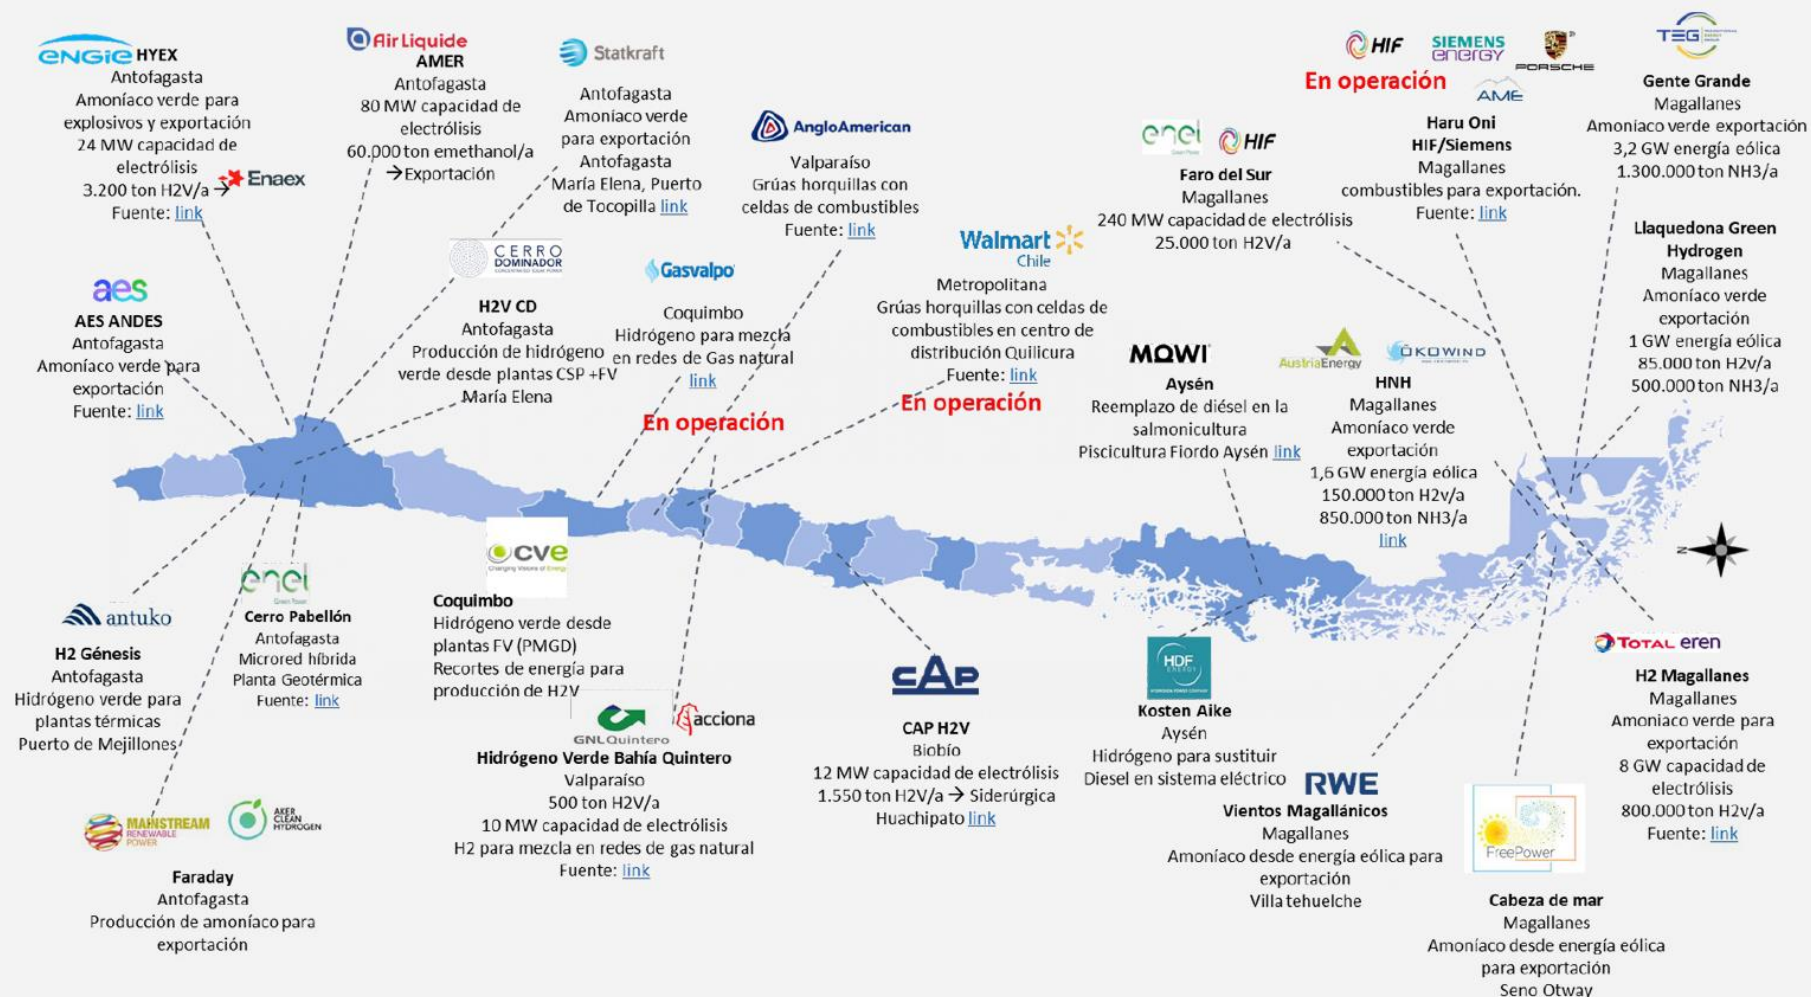 ENGIE HYEX
Antofagasta
Amoníaco verde para
explosivos y exportación
24 MW capacidad de
electrólisis
3.200 ton H2V/a → Enaex
Fuente: link
Air Liquide
AMER
Antofagasta
80 MW capacidad de
electrólisis
60.000 ton emethanol/a
→Exportación
Statkraft
Antofagasta
Amoníaco verde
para exportación
Antofagasta
María Elena, Puerto
de Tocopilla link
AngloAmerican
Valparaíso
Grúas horquillas con
celdas de combustibles
Fuente: link
En operación
HIF
SIEMENS
energy
PORSCHE
AME
En operación
Haru Oni
HIF/Siemens
Magallanes
combustibles para exportación.
Fuente: link
TEG
Gente Grande
Magallanes
Amoníaco verde exportación
3,2 GW energía eólica
1.300.000 ton NH3/a
enel
Green Power
HIF
Faro del Sur
Magallanes
240 MW capacidad de electrólisis
25.000 ton H2V/a
Llaquedona Green
Hydrogen
Magallanes
Amoníaco verde
exportación
1 GW energía eólica
85.000 ton H2v/a
500.000 ton NH3/a
aes
AES ANDES
Antofagasta
Amoníaco verde para
exportación
Fuente: link
CERRO
DOMINADOR
CONCENTRATED SOLAR POWER
H2V CD
Antofagasta
Producción de hidrógeno
verde desde plantas CSP +FV
María Elena
Gasvalpo
Coquimbo
Hidrógeno para mezcla
en redes de Gas natural
link
Walmart
Chile
Metropolitana
Grúas horquillas con celdas de
combustibles en centro de
distribución Quilicura
Fuente: link
En operación
MOWI
Aysén
Reemplazo de diésel en la
salmonicultura
Piscicultura Fiordo Aysén link
AustriaEnergy
ÖKOWIND
HNH
Magallanes
Amoníaco verde
exportación
1,6 GW energía eólica
150.000 ton H2v/a
850.000 ton NH3/a
link
N
antuko
H2 Génesis
Antofagasta
Hidrógeno verde para
plantas térmicas
Puerto de Mejillones
enel
Green Power
Cerro Pabellón
Antofagasta
Microred híbrida
Planta Geotérmica
Fuente: link
cve
Changing Visions of Energy
Coquimbo
Hidrógeno verde desde
plantas FV (PMGD)
Recortes de energía para
producción de H2V
GNLQuintero
acciona
Hidrógeno Verde Bahía Quintero
Valparaíso
500 ton H2V/a
10 MW capacidad de electrólisis
H2 para mezcla en redes de gas natural
Fuente: link
CAP
CAP H2V
Biobío
12 MW capacidad de electrólisis
1.550 ton H2V/a → Siderúrgica
Huachipato link
HDF
ENERGY
HYDROGEN POWER COMPANY
Kosten Aike
Aysén
Hidrógeno para sustituir
Diesel en sistema eléctrico
RWE
Vientos Magallánicos
Magallanes
Amoníaco desde energía eólica para
exportación
Villa tehuelche
FreePower
Cabeza de mar
Magallanes
Amoníaco desde energía eólica
para exportación
Seno Otway
TOTAL eren
H2 Magallanes
Magallanes
Amoniaco verde para
exportación
8 GW capacidad de
electrólisis
800.000 ton H2v/a
Fuente: link
MAINSTREAM
RENEWABLE
POWER
AKER
CLEAN
HYDROGEN
Faraday
Antofagasta
Producción de amoníaco para
exportación